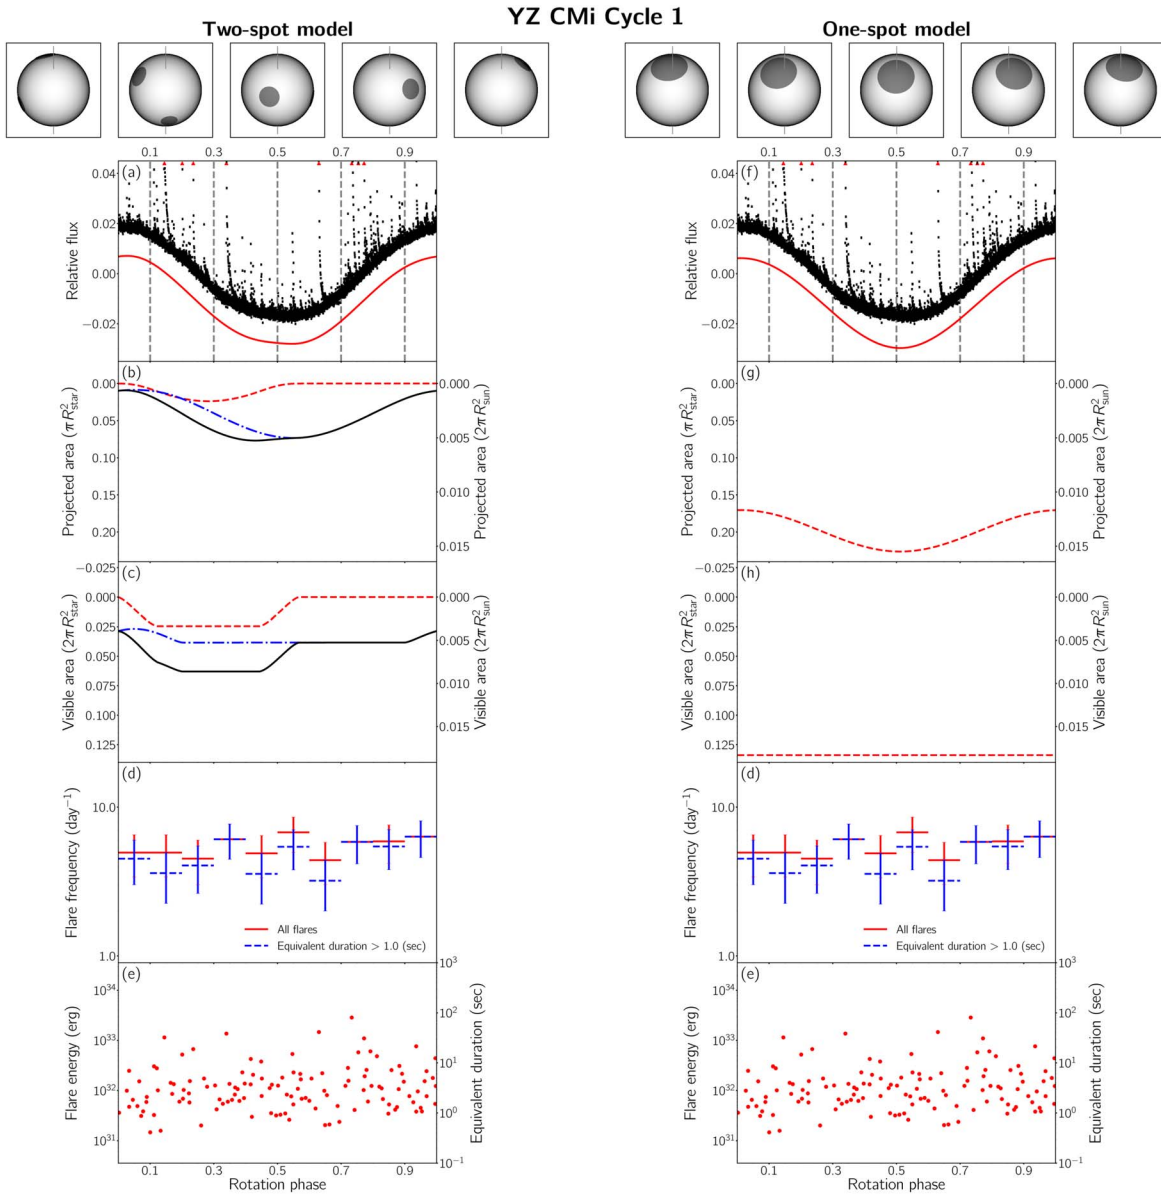 YZ CMi Cycle 1
Two-spot model
One-spot model
0.1 0.3 0.5 0.7 0.9
0.1 0.3 0.5 0.7 0.9
(a)
Relative flux
0.04
0.02
0.00
−0.02
(f)
Relative flux
0.04
0.02
0.00
−0.02
(b)
Projected area (πR²star)
0.00
0.05
0.10
0.15
0.20
Projected area (2πR²sun)
0.000
0.005
0.010
0.015
(g)
Projected area (πR²star)
0.00
0.05
0.10
0.15
0.20
Projected area (2πR²sun)
0.000
0.005
0.010
0.015
(c)
Visible area (2πR²star)
−0.025
0.000
0.025
0.050
0.075
0.100
0.125
Visible area (2πR²sun)
0.000
0.005
0.010
0.015
(h)
Visible area (2πR²star)
−0.025
0.000
0.025
0.050
0.075
0.100
0.125
Visible area (2πR²sun)
0.000
0.005
0.010
0.015
(d)
Flare frequency (day⁻¹)
10.0
1.0
All flares
Equivalent duration > 1.0 (sec)
(d)
Flare frequency (day⁻¹)
10.0
1.0
All flares
Equivalent duration > 1.0 (sec)
(e)
Flare energy (erg)
10³⁴
10³³
10³²
10³¹
Equivalent duration (sec)
10³
10²
10¹
10⁰
10⁻¹
0.1 0.3 0.5 0.7 0.9
Rotation phase
(e)
Flare energy (erg)
10³⁴
10³³
10³²
10³¹
Equivalent duration (sec)
10³
10²
10¹
10⁰
10⁻¹
0.1 0.3 0.5 0.7 0.9
Rotation phase